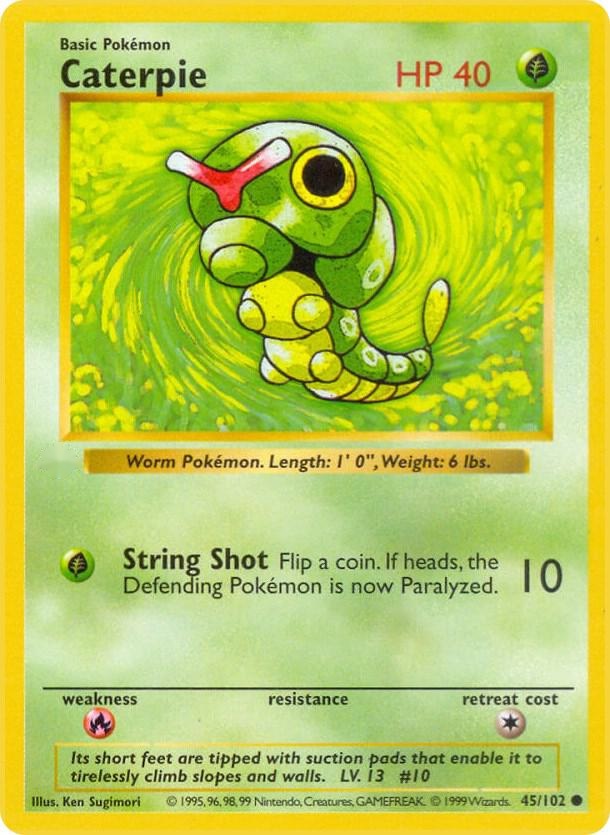 Basic Pokémon
Caterpie HP 40
Worm Pokémon. Length: 1' 0", Weight: 6 lbs.
String Shot Flip a coin. If heads, the
Defending Pokémon is now Paralyzed. 10
weakness resistance retreat cost
Its short feet are tipped with suction pads that enable it to
tirelessly climb slopes and walls. LV. 13 #10
Illus. Ken Sugimori © 1995, 96, 98, 99 Nintendo, Creatures, GAMEFREAK. © 1999 Wizards. 45/102